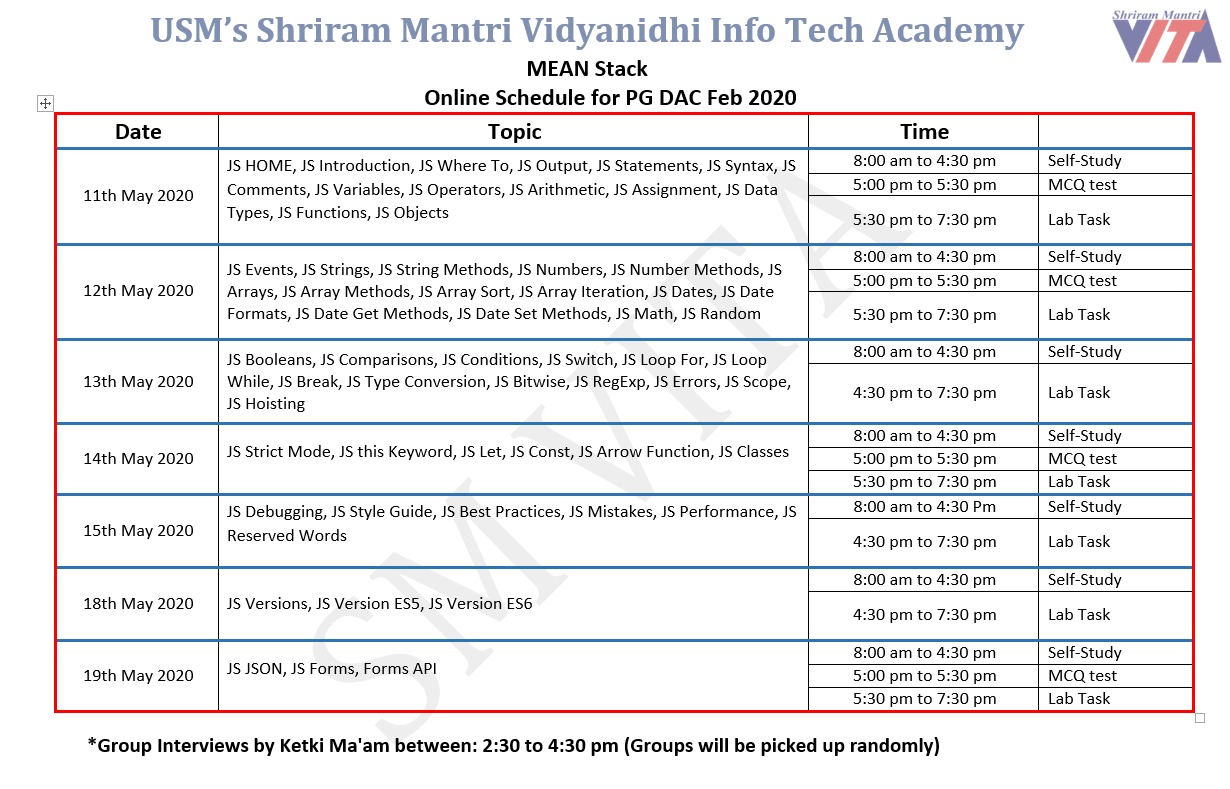 USM’s Shriram Mantri Vidyanidhi Info Tech Academy
Shriram Mantri
VITA
MEAN Stack
Online Schedule for PG DAC Feb 2020
Date Topic Time
11th May 2020
JS HOME, JS Introduction, JS Where To, JS Output, JS Statements, JS Syntax, JS
Comments, JS Variables, JS Operators, JS Arithmetic, JS Assignment, JS Data
Types, JS Functions, JS Objects
8:00 am to 4:30 pm Self-Study
5:00 pm to 5:30 pm MCQ test
5:30 pm to 7:30 pm Lab Task
12th May 2020
JS Events, JS Strings, JS String Methods, JS Numbers, JS Number Methods, JS
Arrays, JS Array Methods, JS Array Sort, JS Array Iteration, JS Dates, JS Date
Formats, JS Date Get Methods, JS Date Set Methods, JS Math, JS Random
8:00 am to 4:30 pm Self-Study
5:00 pm to 5:30 pm MCQ test
5:30 pm to 7:30 pm Lab Task
13th May 2020
JS Booleans, JS Comparisons, JS Conditions, JS Switch, JS Loop For, JS Loop
While, JS Break, JS Type Conversion, JS Bitwise, JS RegExp, JS Errors, JS Scope,
JS Hoisting
8:00 am to 4:30 pm Self-Study
4:30 pm to 7:30 pm Lab Task
14th May 2020
JS Strict Mode, JS this Keyword, JS Let, JS Const, JS Arrow Function, JS Classes
8:00 am to 4:30 pm Self-Study
5:00 pm to 5:30 pm MCQ test
5:30 pm to 7:30 pm Lab Task
15th May 2020
JS Debugging, JS Style Guide, JS Best Practices, JS Mistakes, JS Performance, JS
Reserved Words
8:00 am to 4:30 Pm Self-Study
4:30 pm to 7:30 pm Lab Task
18th May 2020
JS Versions, JS Version ES5, JS Version ES6
8:00 am to 4:30 pm Self-Study
4:30 pm to 7:30 pm Lab Task
19th May 2020
JS JSON, JS Forms, Forms API
8:00 am to 4:30 pm Self-Study
5:00 pm to 5:30 pm MCQ test
5:30 pm to 7:30 pm Lab Task
SM VITA
*Group Interviews by Ketki Ma'am between: 2:30 to 4:30 pm (Groups will be picked up randomly)